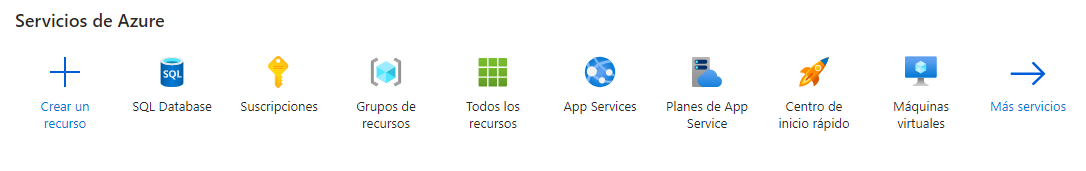 Servicios de Azure
SQL
Crear un
recurso
SQL Database
Suscripciones
Grupos de
recursos
Todos los
recursos
App Services
Planes de App
Service
Centro de
inicio rápido
Máquinas
virtuales
Más servicios